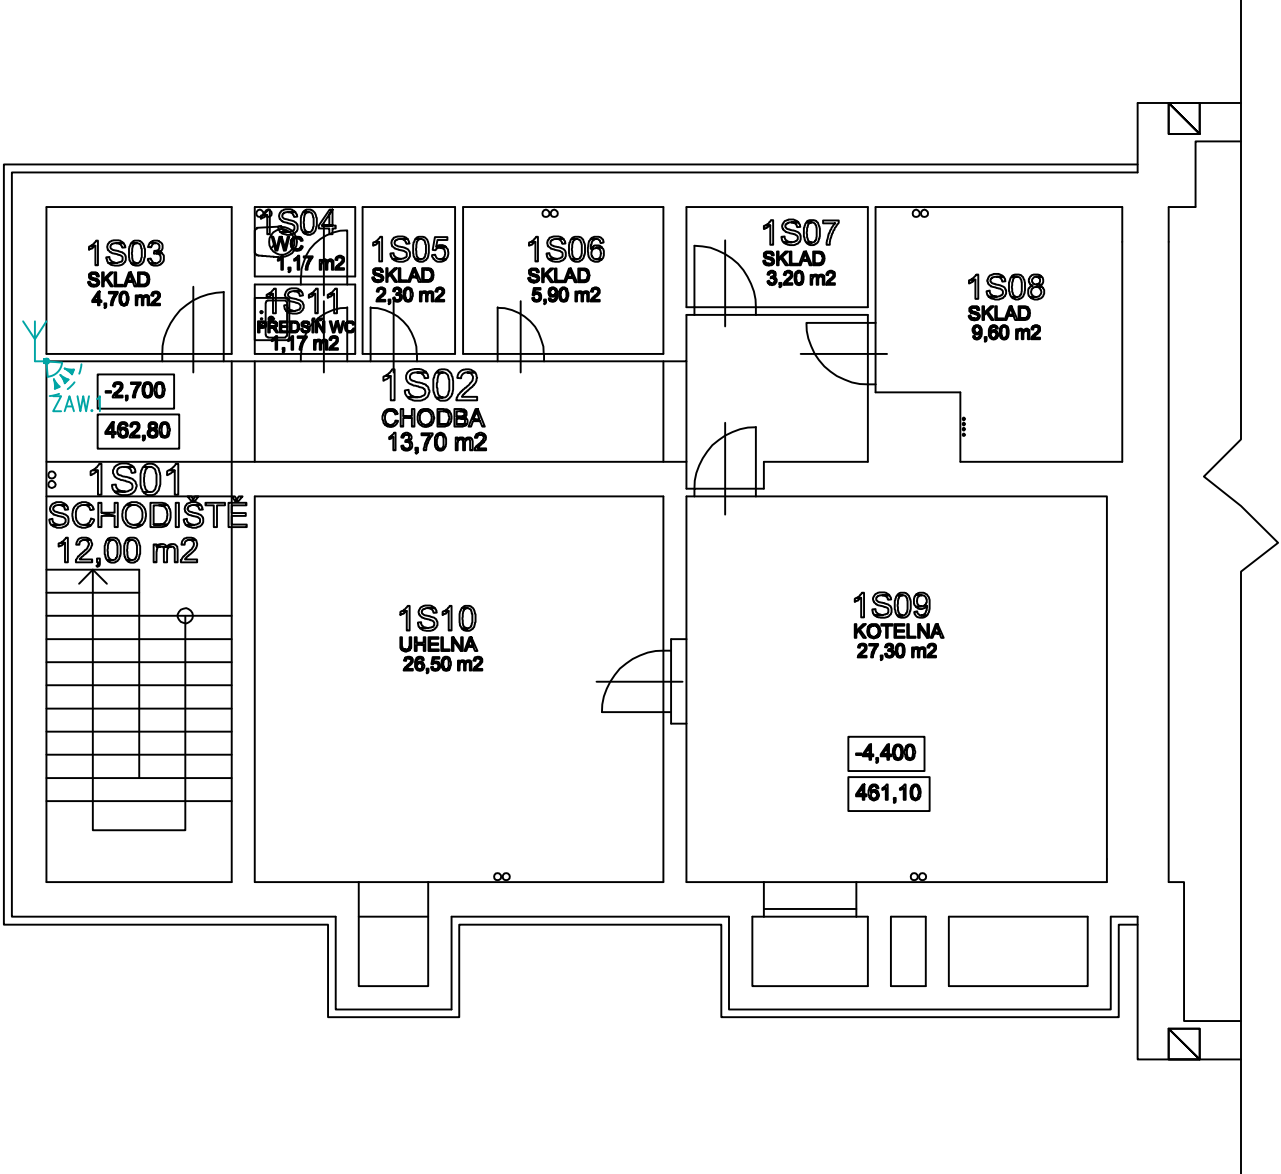 1S03
SKLAD
4,70 m2
1S04
WC
1,17 m2
1S11
PŘEDSÍŇ WC
1,17 m2
1S05
SKLAD
2,30 m2
1S06
SKLAD
5,90 m2
1S07
SKLAD
3,20 m2
1S08
SKLAD
9,60 m2
ZAW.1
-2,700
462,80
1S02
CHODBA
13,70 m2
1S01
SCHODIŠTĚ
12,00 m2
1S10
UHELNA
26,50 m2
1S09
KOTELNA
27,30 m2
-4,400
461,10